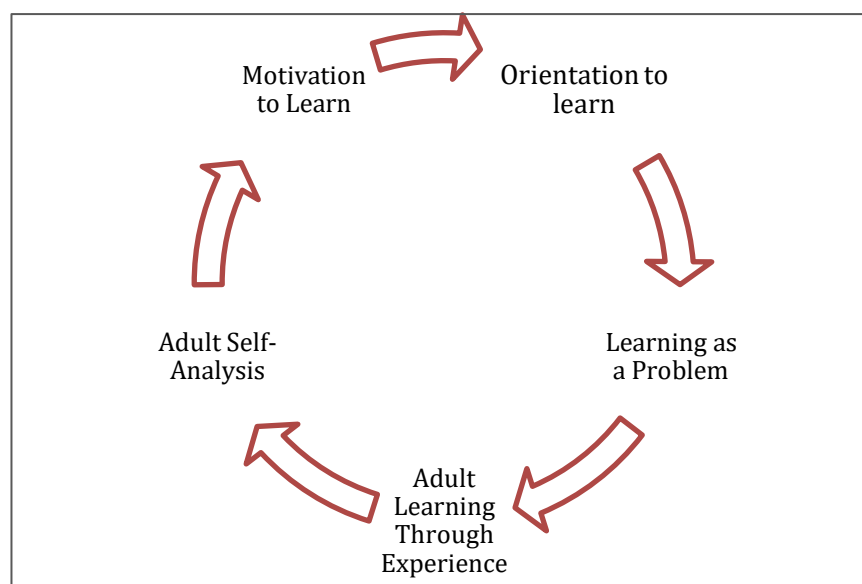 Motivation
to Learn
Orientation to
learn
Learning as
a Problem
Adult
Learning
Through
Experience
Adult Self-
Analysis